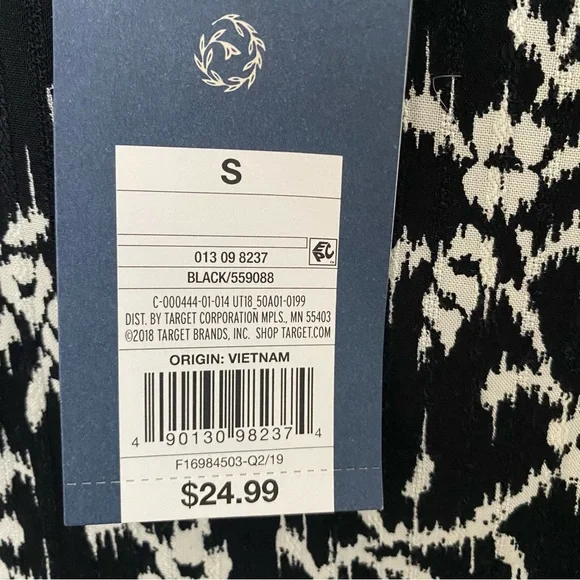 S
013 09 8237
BLACK/559088
C-000444-01-014 UT18_50A01-0199
DIST. BY TARGET CORPORATION MPLS., MN 55403
©2018 TARGET BRANDS, INC. SHOP TARGET.COM
ORIGIN: VIETNAM
4 90130 98237 4
F16984503-Q2/19
$24.99